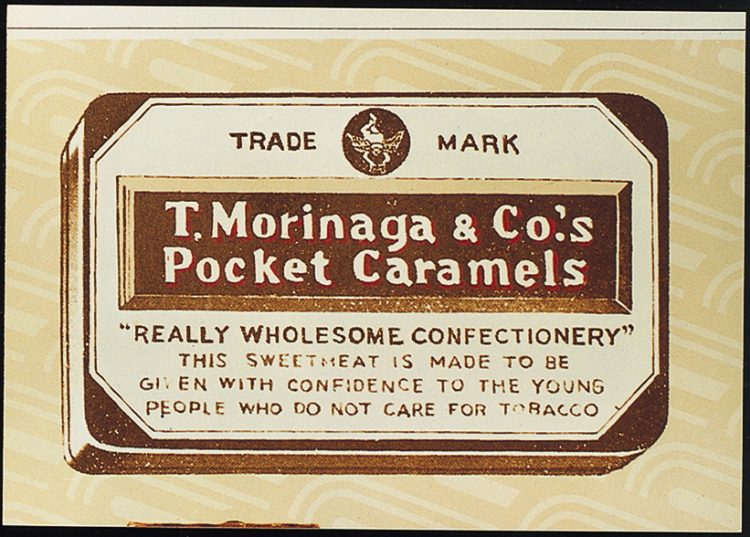 TRADE MARK
T. Morinaga & Co.'s
Pocket Caramels
"REALLY WHOLESOME CONFECTIONERY"
THIS SWEETMEAT IS MADE TO BE
GIVEN WITH CONFIDENCE TO THE YOUNG
PEOPLE WHO DO NOT CARE FOR TOBACCO